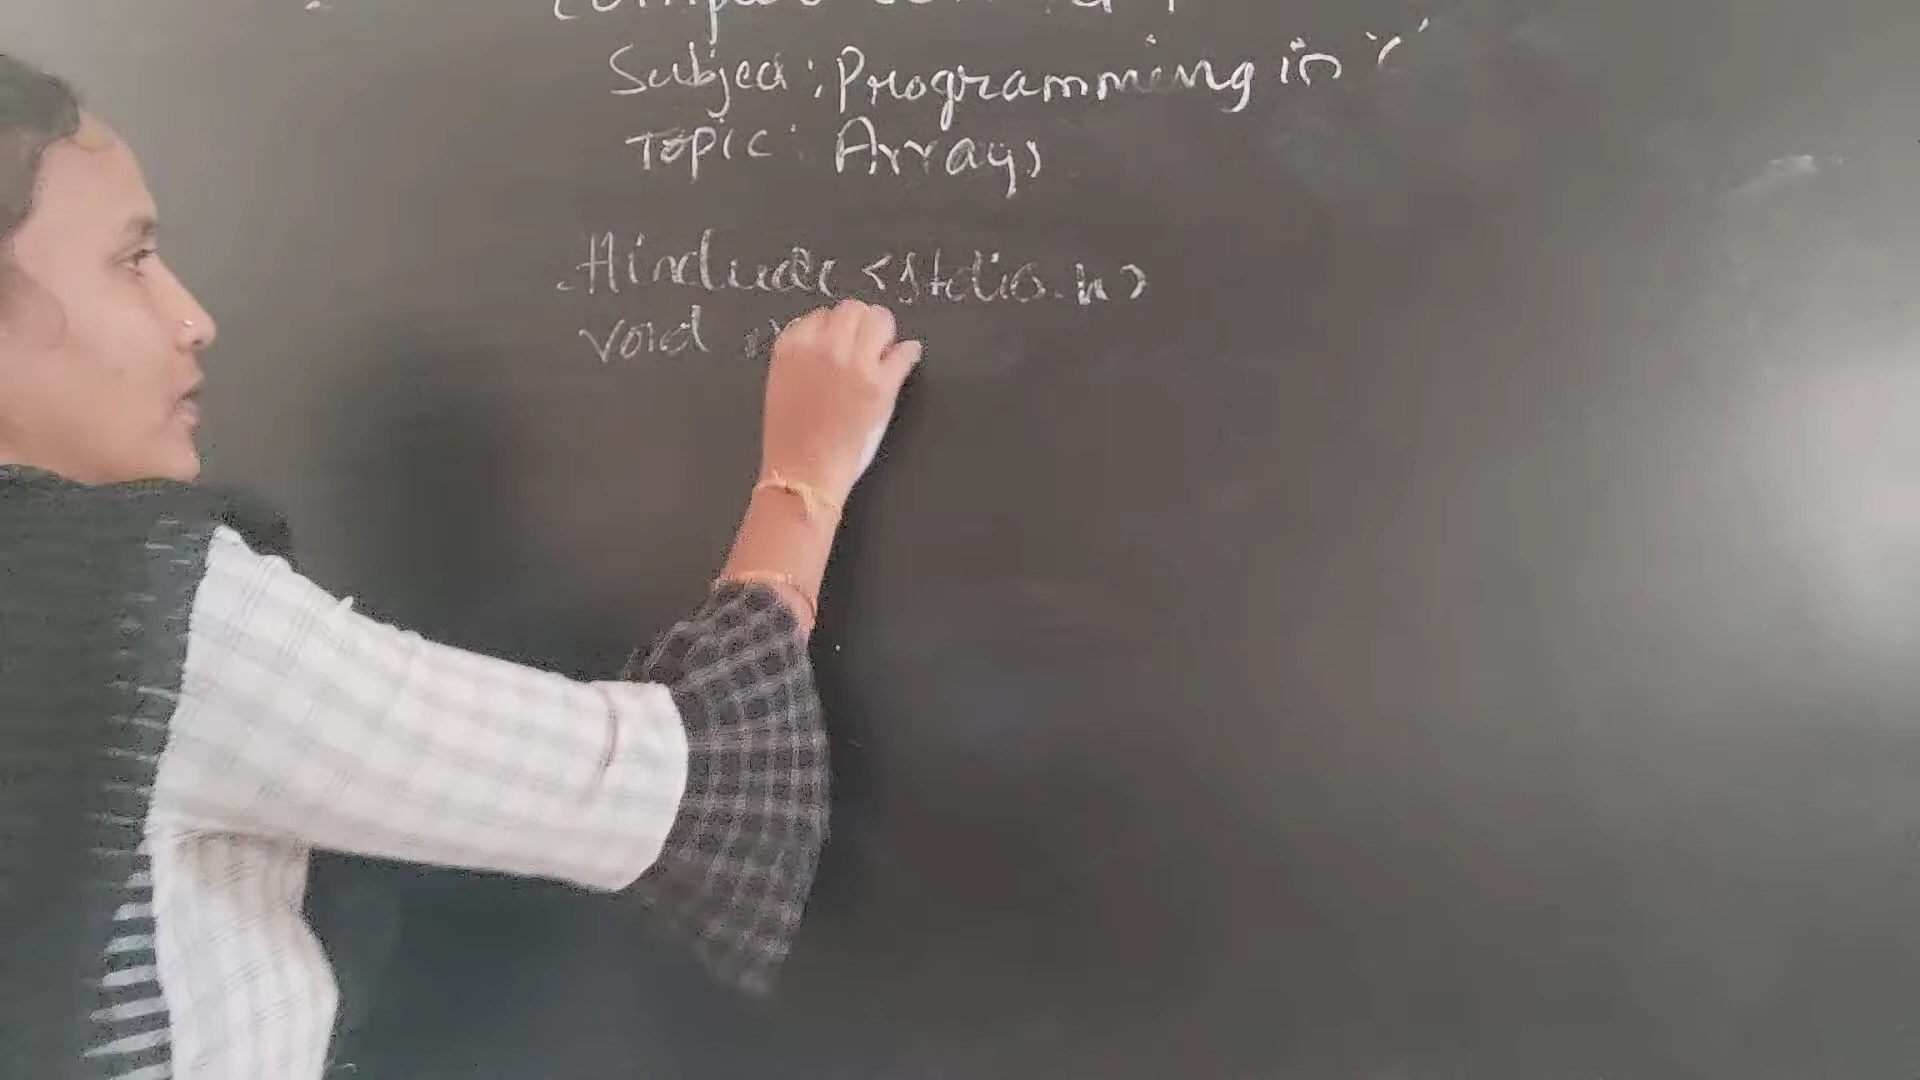 Subject: Programming in 'C'
Topic: Arrays
#include <stdio.h>
void